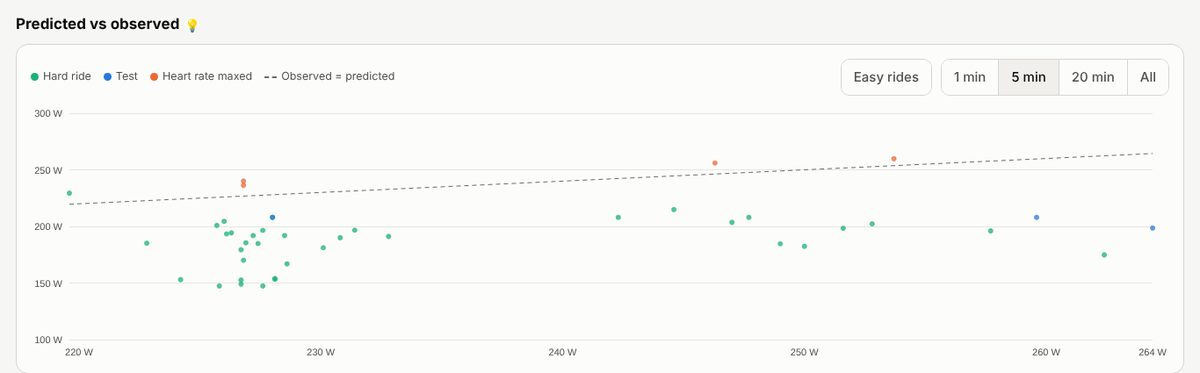 Predicted vs observed 💡
Hard ride Test Heart rate maxed Observed = predicted
Easy rides 1 min 5 min 20 min All
300 W
250 W
200 W
150 W
100 W
220 W 230 W 240 W 250 W 260 W 264 W